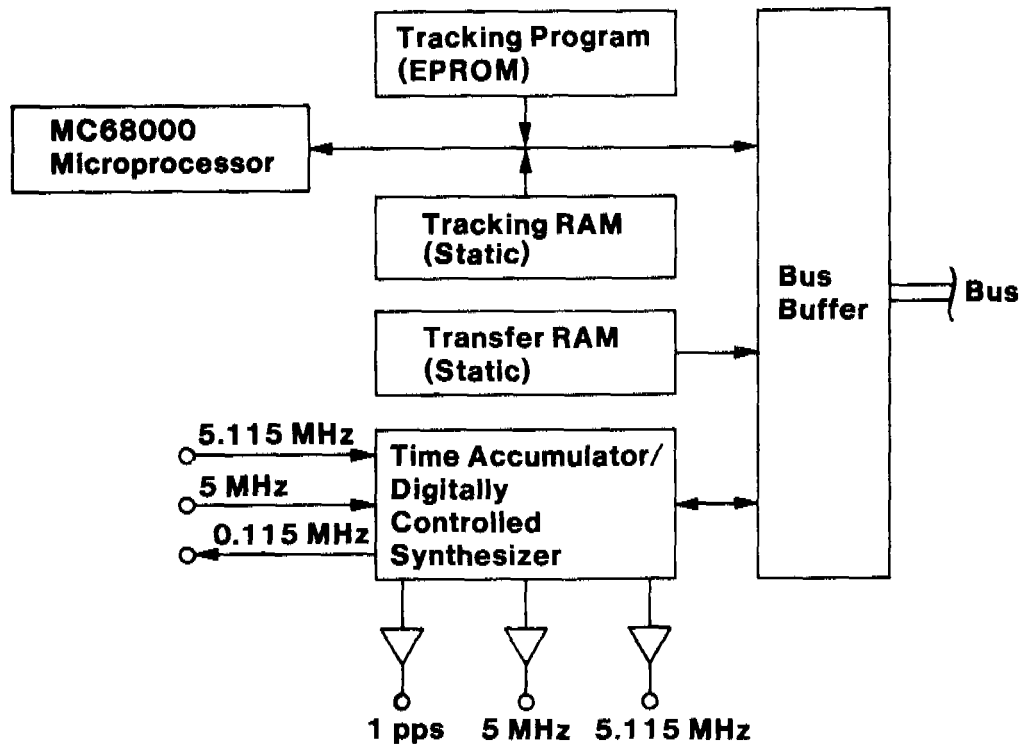 Tracking Program
(EPROM)
MC68000
Microprocessor
Tracking RAM
(Static)
Bus
Buffer
Bus
Transfer RAM
(Static)
5.115 MHz
5 MHz
0.115 MHz
Time Accumulator/
Digitally
Controlled
Synthesizer
1 pps
5 MHz
5.115 MHz